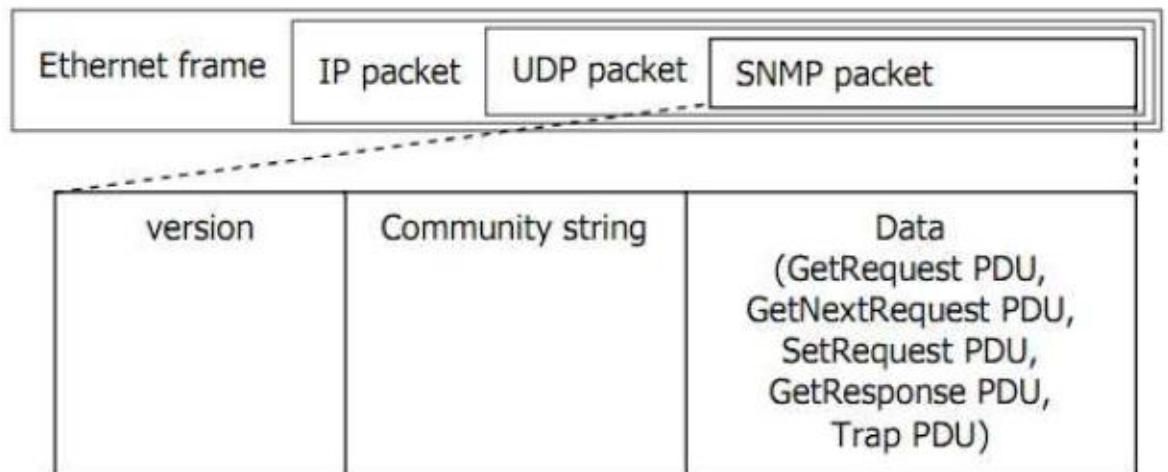 Ethernet frame
IP packet
UDP packet
SNMP packet
version
Community string
Data
(GetRequest PDU,
GetNextRequest PDU,
SetRequest PDU,
GetResponse PDU,
Trap PDU)